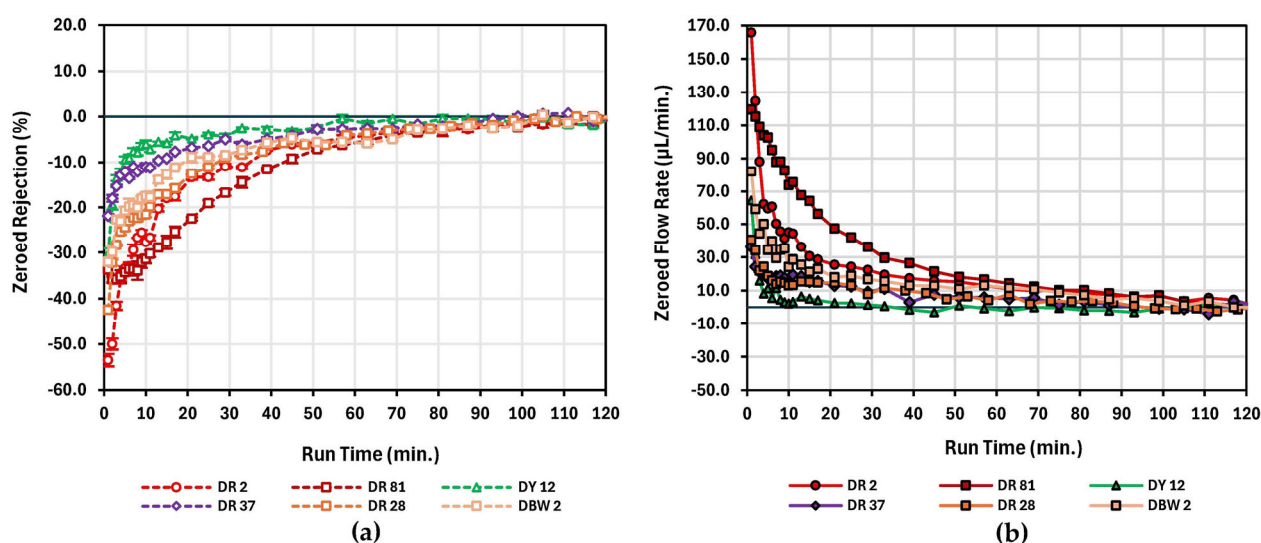 20.0
10.0
0.0
-10.0
-20.0
-30.0
-40.0
-50.0
-60.0
Zeroed Rejection (%)
0 10 20 30 40 50 60 70 80 90 100 110 120
Run Time (min.)
DR 2 DR 81 DY 12
DR 37 DR 28 DBW 2
(a)
170.0
150.0
130.0
110.0
90.0
70.0
50.0
30.0
10.0
-10.0
-30.0
-50.0
Zeroed Flow Rate (µL/min.)
0 10 20 30 40 50 60 70 80 90 100 110 120
Run Time (min.)
DR 2 DR 81 DY 12
DR 37 DR 28 DBW 2
(b)